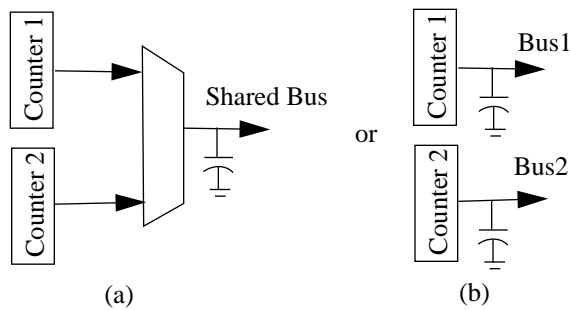 Counter 1
Counter 2
Shared Bus
(a)
or
Counter 1
Bus1
Counter 2
Bus2
(b)